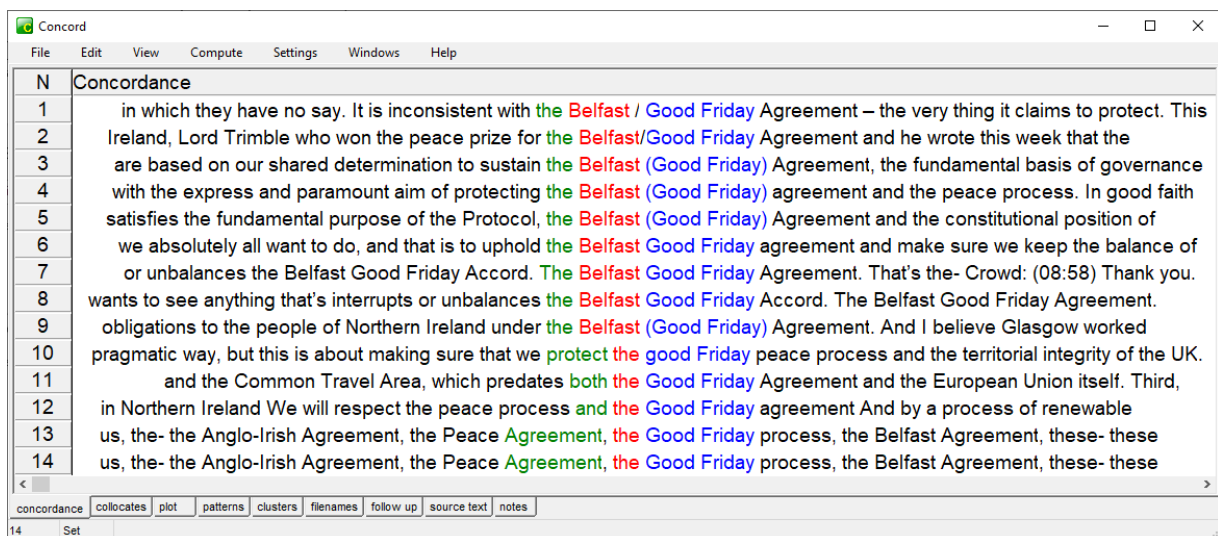 Concord
File Edit View Compute Settings Windows Help
N Concordance
1 in which they have no say. It is inconsistent with the Belfast / Good Friday Agreement – the very thing it claims to protect. This
2 Ireland, Lord Trimble who won the peace prize for the Belfast/Good Friday Agreement and he wrote this week that the
3 are based on our shared determination to sustain the Belfast (Good Friday) Agreement, the fundamental basis of governance
4 with the express and paramount aim of protecting the Belfast (Good Friday) agreement and the peace process. In good faith
5 satisfies the fundamental purpose of the Protocol, the Belfast (Good Friday) Agreement and the constitutional position of
6 we absolutely all want to do, and that is to uphold the Belfast Good Friday agreement and make sure we keep the balance of
7 or unbalances the Belfast Good Friday Accord. The Belfast Good Friday Agreement. That’s the- Crowd: (08:58) Thank you.
8 wants to see anything that’s interrupts or unbalances the Belfast Good Friday Accord. The Belfast Good Friday Agreement.
9 obligations to the people of Northern Ireland under the Belfast (Good Friday) Agreement. And I believe Glasgow worked
10 pragmatic way, but this is about making sure that we protect the good Friday peace process and the territorial integrity of the UK.
11 and the Common Travel Area, which predates both the Good Friday Agreement and the European Union itself. Third,
12 in Northern Ireland We will respect the peace process and the Good Friday agreement And by a process of renewable
13 us, the- the Anglo-Irish Agreement, the Peace Agreement, the Good Friday process, the Belfast Agreement, these- these
14 us, the- the Anglo-Irish Agreement, the Peace Agreement, the Good Friday process, the Belfast Agreement, these- these
concordance collocates plot patterns clusters filenames follow up source text notes
14 Set